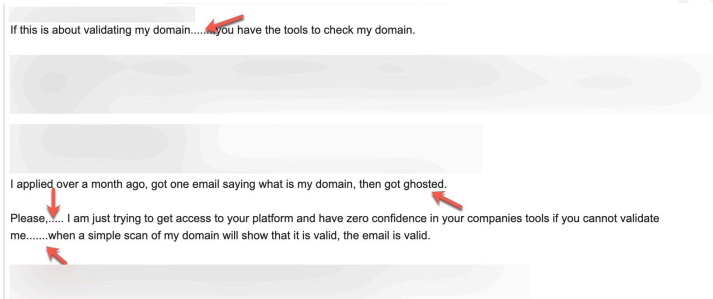 If this is about validating my domain........you have the tools to check my domain.
I applied over a month ago, got one email saying what is my domain, then got ghosted.
Please,.... I am just trying to get access to your platform and have zero confidence in your companies tools if you cannot validate
me.......when a simple scan of my domain will show that it is valid, the email is valid.